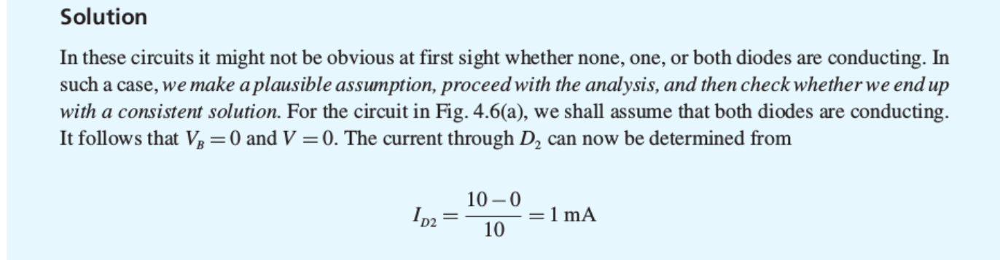 Solution
In these circuits it might not be obvious at first sight whether none, one, or both diodes are conducting. In
such a case, we make a plausible assumption, proceed with the analysis, and then check whether we end up
with a consistent solution. For the circuit in Fig. 4.6(a), we shall assume that both diodes are conducting.
It follows that V_B = 0 and V = 0. The current through D_2 can now be determined from
I_{D2} = \frac{10 − 0}{10} = 1 mA